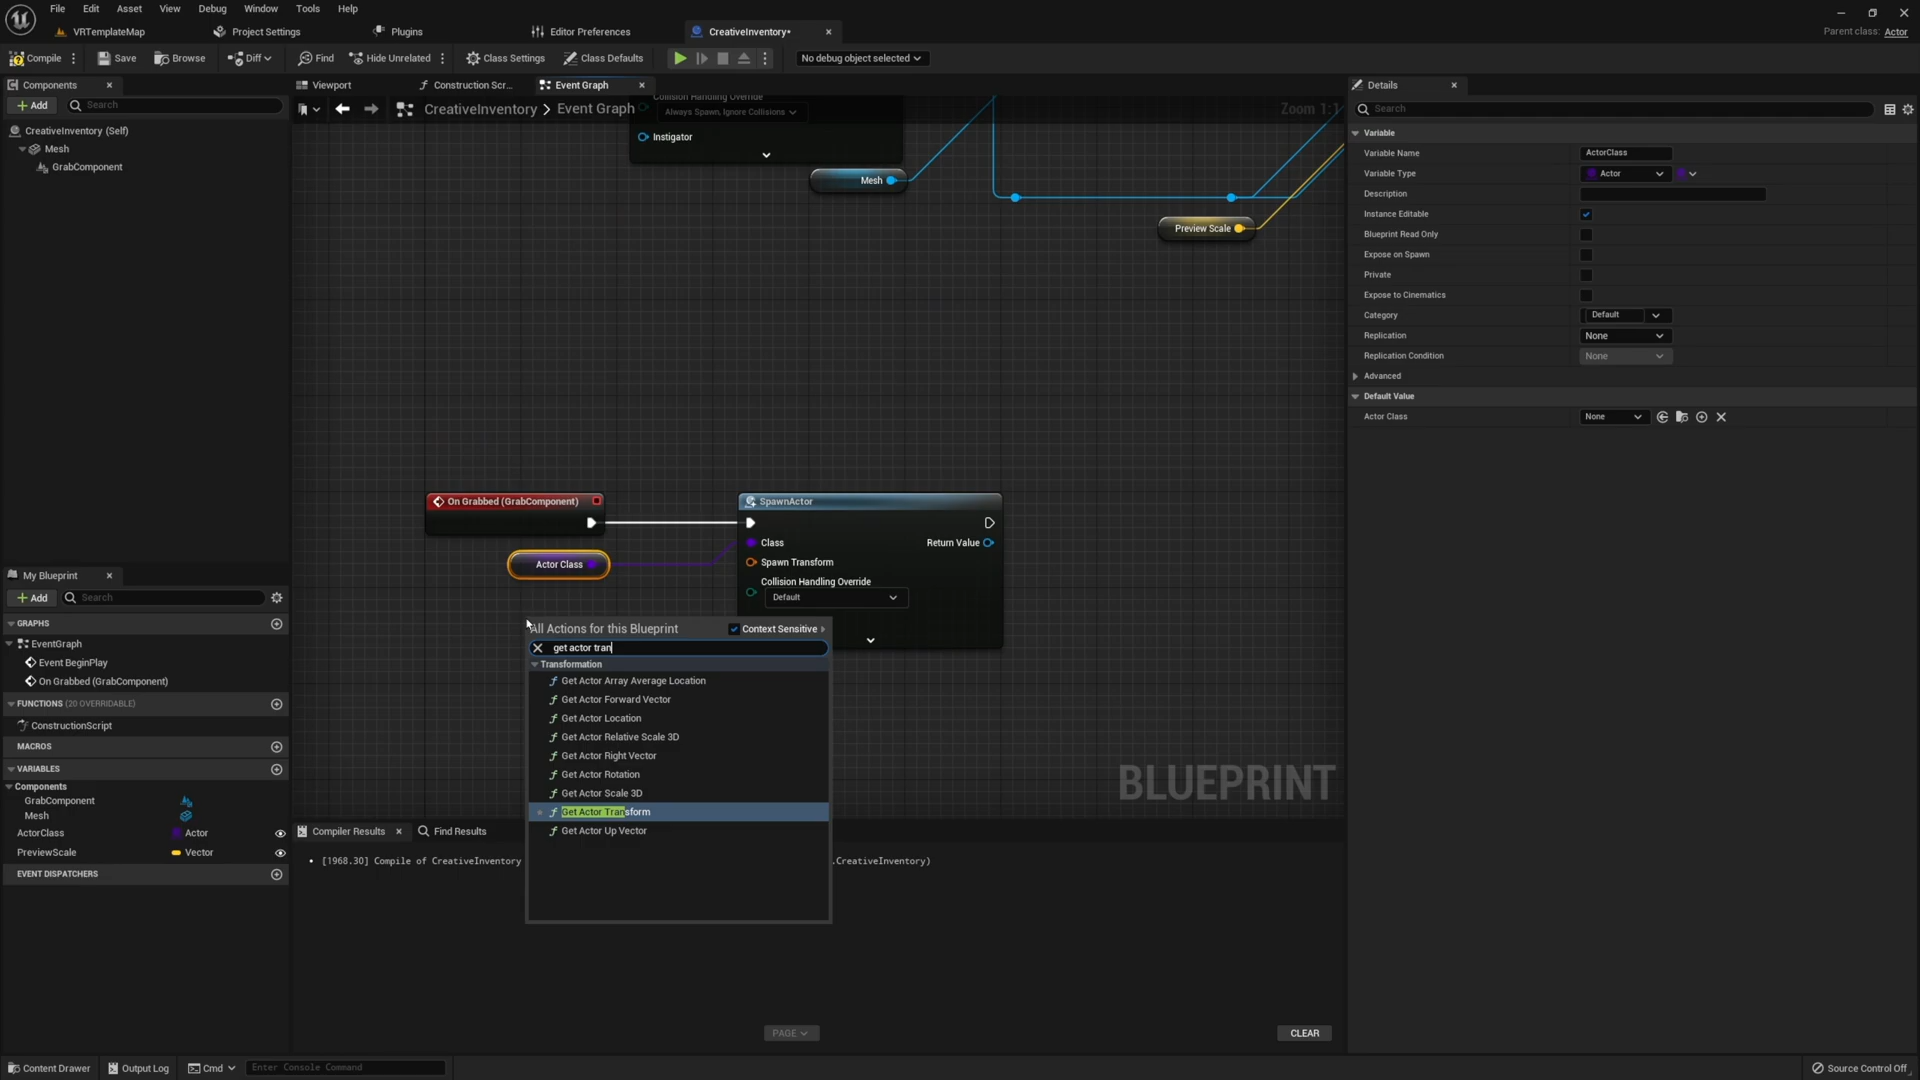 File Edit Asset View Debug Window Tools Help
VRTemplateMap Project Settings Plugins Editor Preferences CreativeInventory*
Parent class: Actor
Compile Save Browse Diff Find Hide Unrelated Class Settings Class Defaults No debug object selected
Components
Add Search
CreativeInventory (Self)
Mesh
GrabComponent
Viewport Construction Scr... Event Graph
CreativeInventory > Event Graph
Zoom 1:1
Collision Handling Override
Always Spawn, Ignore Collisions
Instigator
Mesh
Preview Scale
On Grabbed (GrabComponent)
Actor Class
SpawnActor
Class
Return Value
Spawn Transform
Collision Handling Override
Default
All Actions for this Blueprint Context Sensitive
get actor tran
Transformation
Get Actor Array Average Location
Get Actor Forward Vector
Get Actor Location
Get Actor Relative Scale 3D
Get Actor Right Vector
Get Actor Rotation
Get Actor Scale 3D
Get Actor Transform
Get Actor Up Vector
BLUEPRINT
My Blueprint
Add Search
GRAPHS
EventGraph
Event BeginPlay
On Grabbed (GrabComponent)
FUNCTIONS (20 OVERRIDABLE)
ConstructionScript
MACROS
VARIABLES
Components
GrabComponent
Mesh
ActorClass Actor
PreviewScale Vector
EVENT DISPATCHERS
Compiler Results Find Results
[1968.30] Compile of CreativeInventory .CreativeInventory)
PAGE
CLEAR
Details
Search
Variable
Variable Name ActorClass
Variable Type Actor
Description
Instance Editable
Blueprint Read Only
Expose on Spawn
Private
Expose to Cinematics
Category Default
Replication None
Replication Condition None
Advanced
Default Value
Actor Class None
Content Drawer Output Log Cmd Enter Console Command
Source Control Off